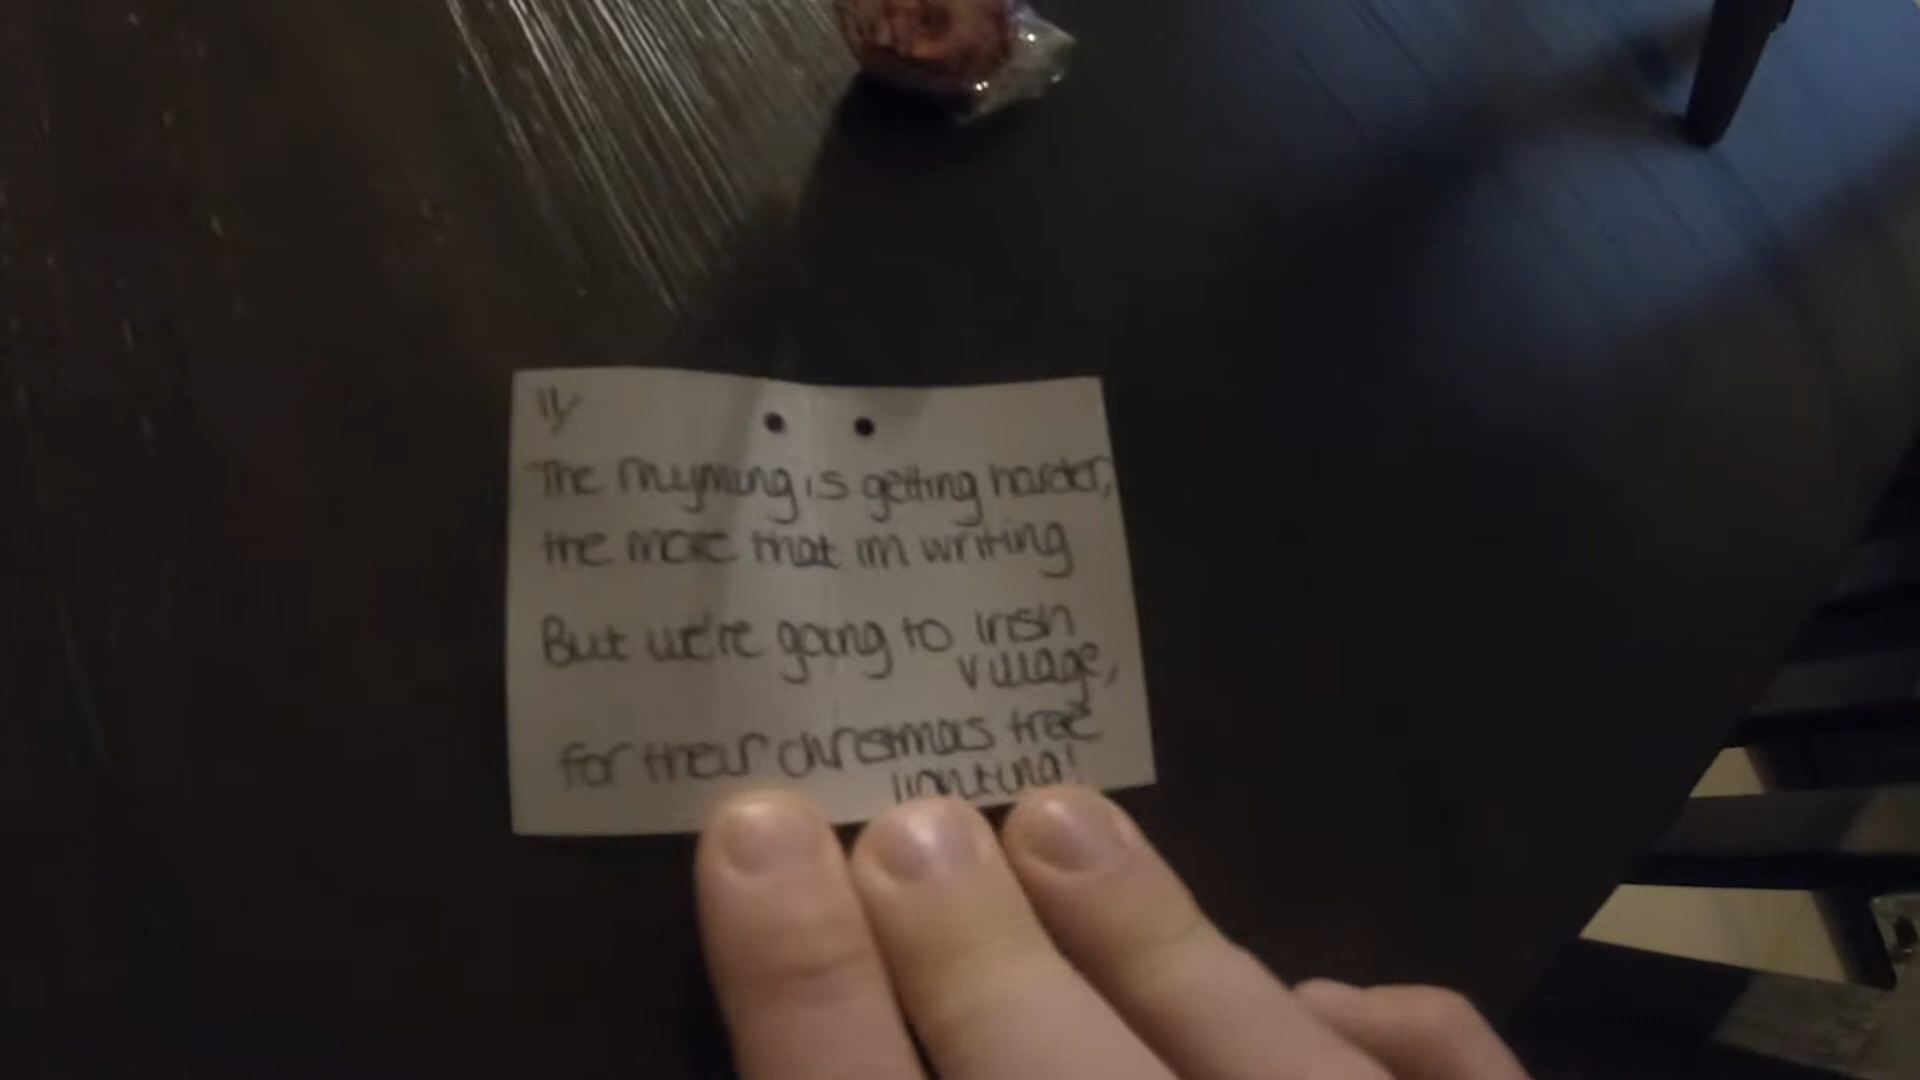 The rhyming is getting harder,
the more that im writing
But we're going to Irish
Village,
for their christmas tree
lighting!